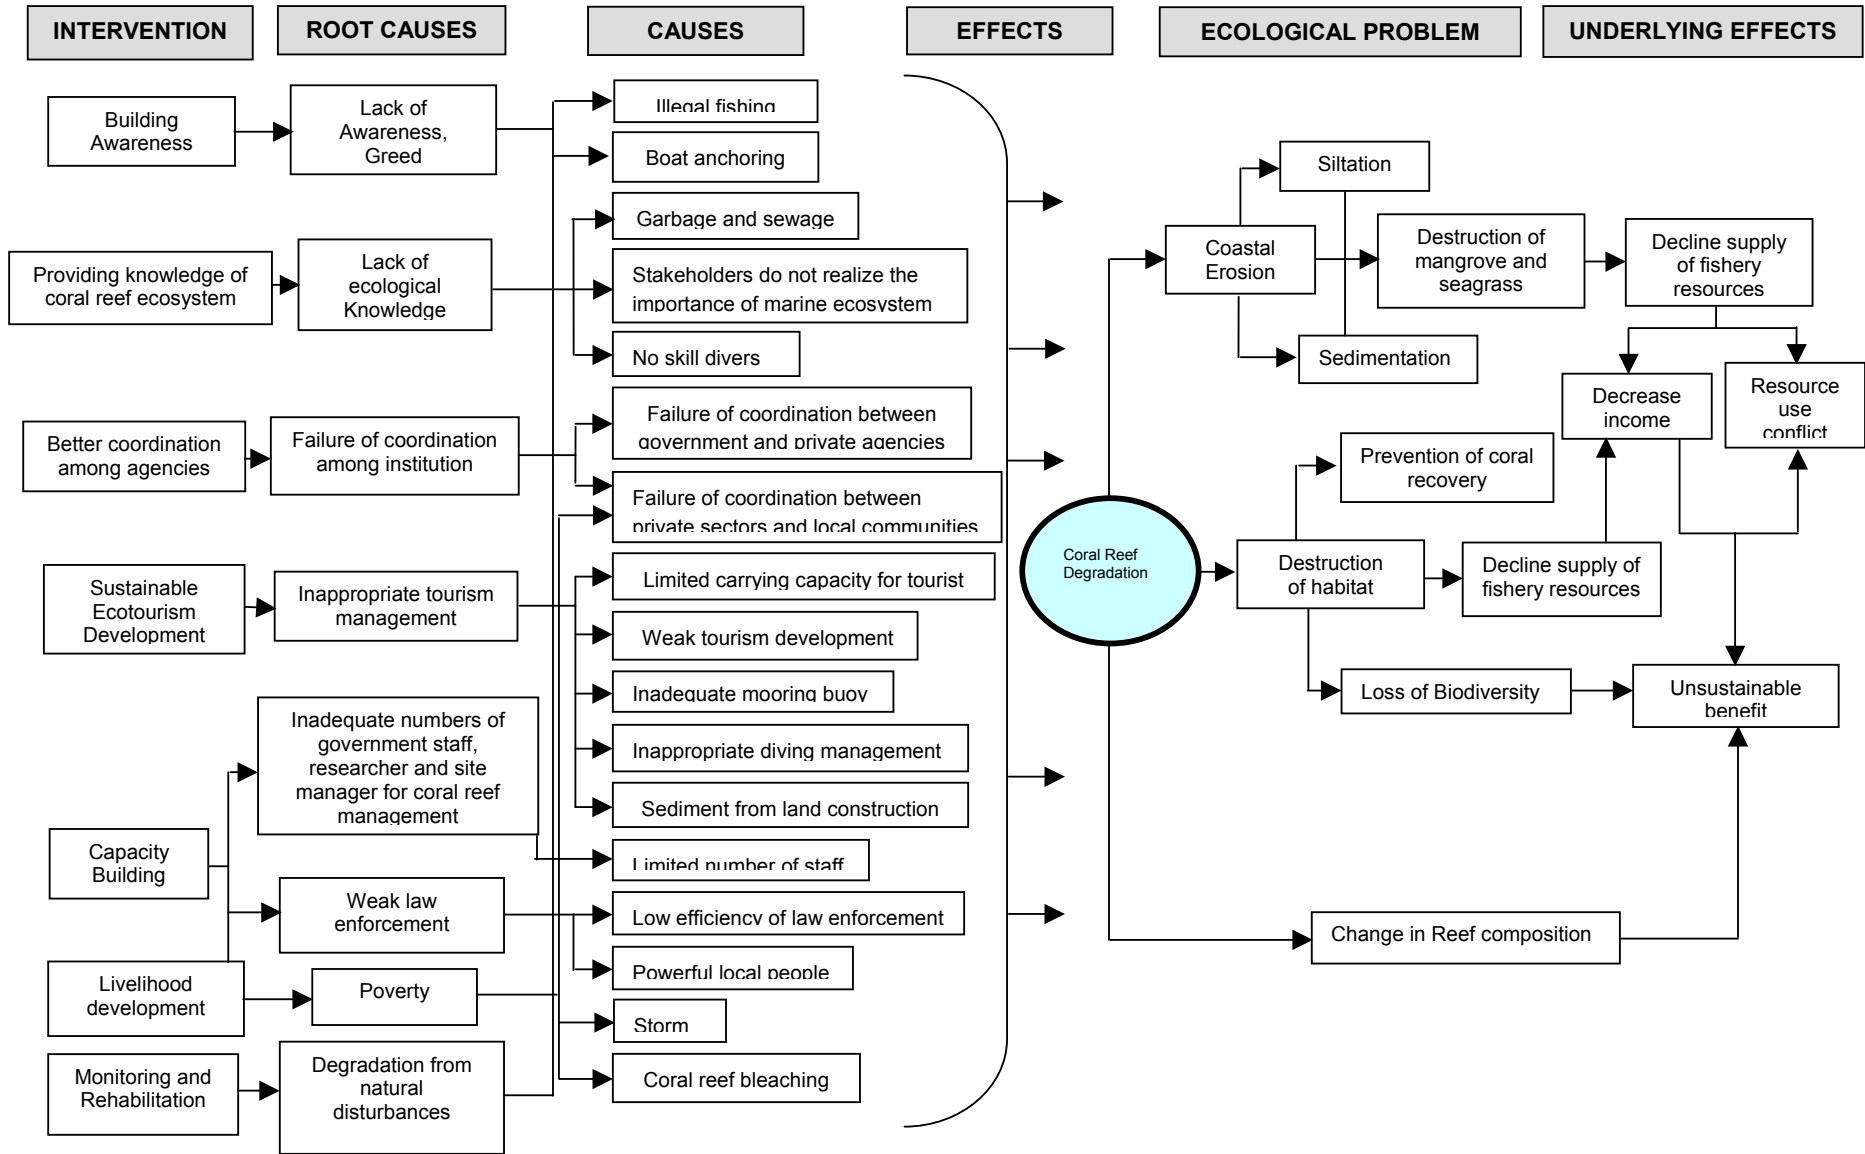 INTERVENTION
ROOT CAUSES
CAUSES
EFFECTS
ECOLOGICAL PROBLEM
UNDERLYING EFFECTS
Building
Awareness
Lack of
Awareness,
Greed
Illegal fishing
Boat anchoring
Garbage and sewage
Providing knowledge of
coral reef ecosystem
Lack of
ecological
Knowledge
Stakeholders do not realize the
importance of marine ecosystem
No skill divers
Better coordination
among agencies
Failure of coordination
among institution
Failure of coordination between
government and private agencies
Failure of coordination between
private sectors and local communities
Sustainable
Ecotourism
Development
Inappropriate tourism
management
Limited carrying capacity for tourist
Weak tourism development
Inadequate mooring buoy
Inappropriate diving management
Sediment from land construction
Capacity
Building
Inadequate numbers of
government staff,
researcher and site
manager for coral reef
management
Limited number of staff
Weak law
enforcement
Low efficiency of law enforcement
Powerful local people
Livelihood
development
Poverty
Storm
Monitoring and
Rehabilitation
Degradation from
natural
disturbances
Coral reef bleaching
Coral Reef
Degradation
Coastal
Erosion
Siltation
Destruction of
mangrove and
seagrass
Sedimentation
Decline supply
of fishery
resources
Decrease
income
Resource
use
conflict
Prevention of coral
recovery
Destruction
of habitat
Decline supply of
fishery resources
Loss of Biodiversity
Unsustainable
benefit
Change in Reef composition